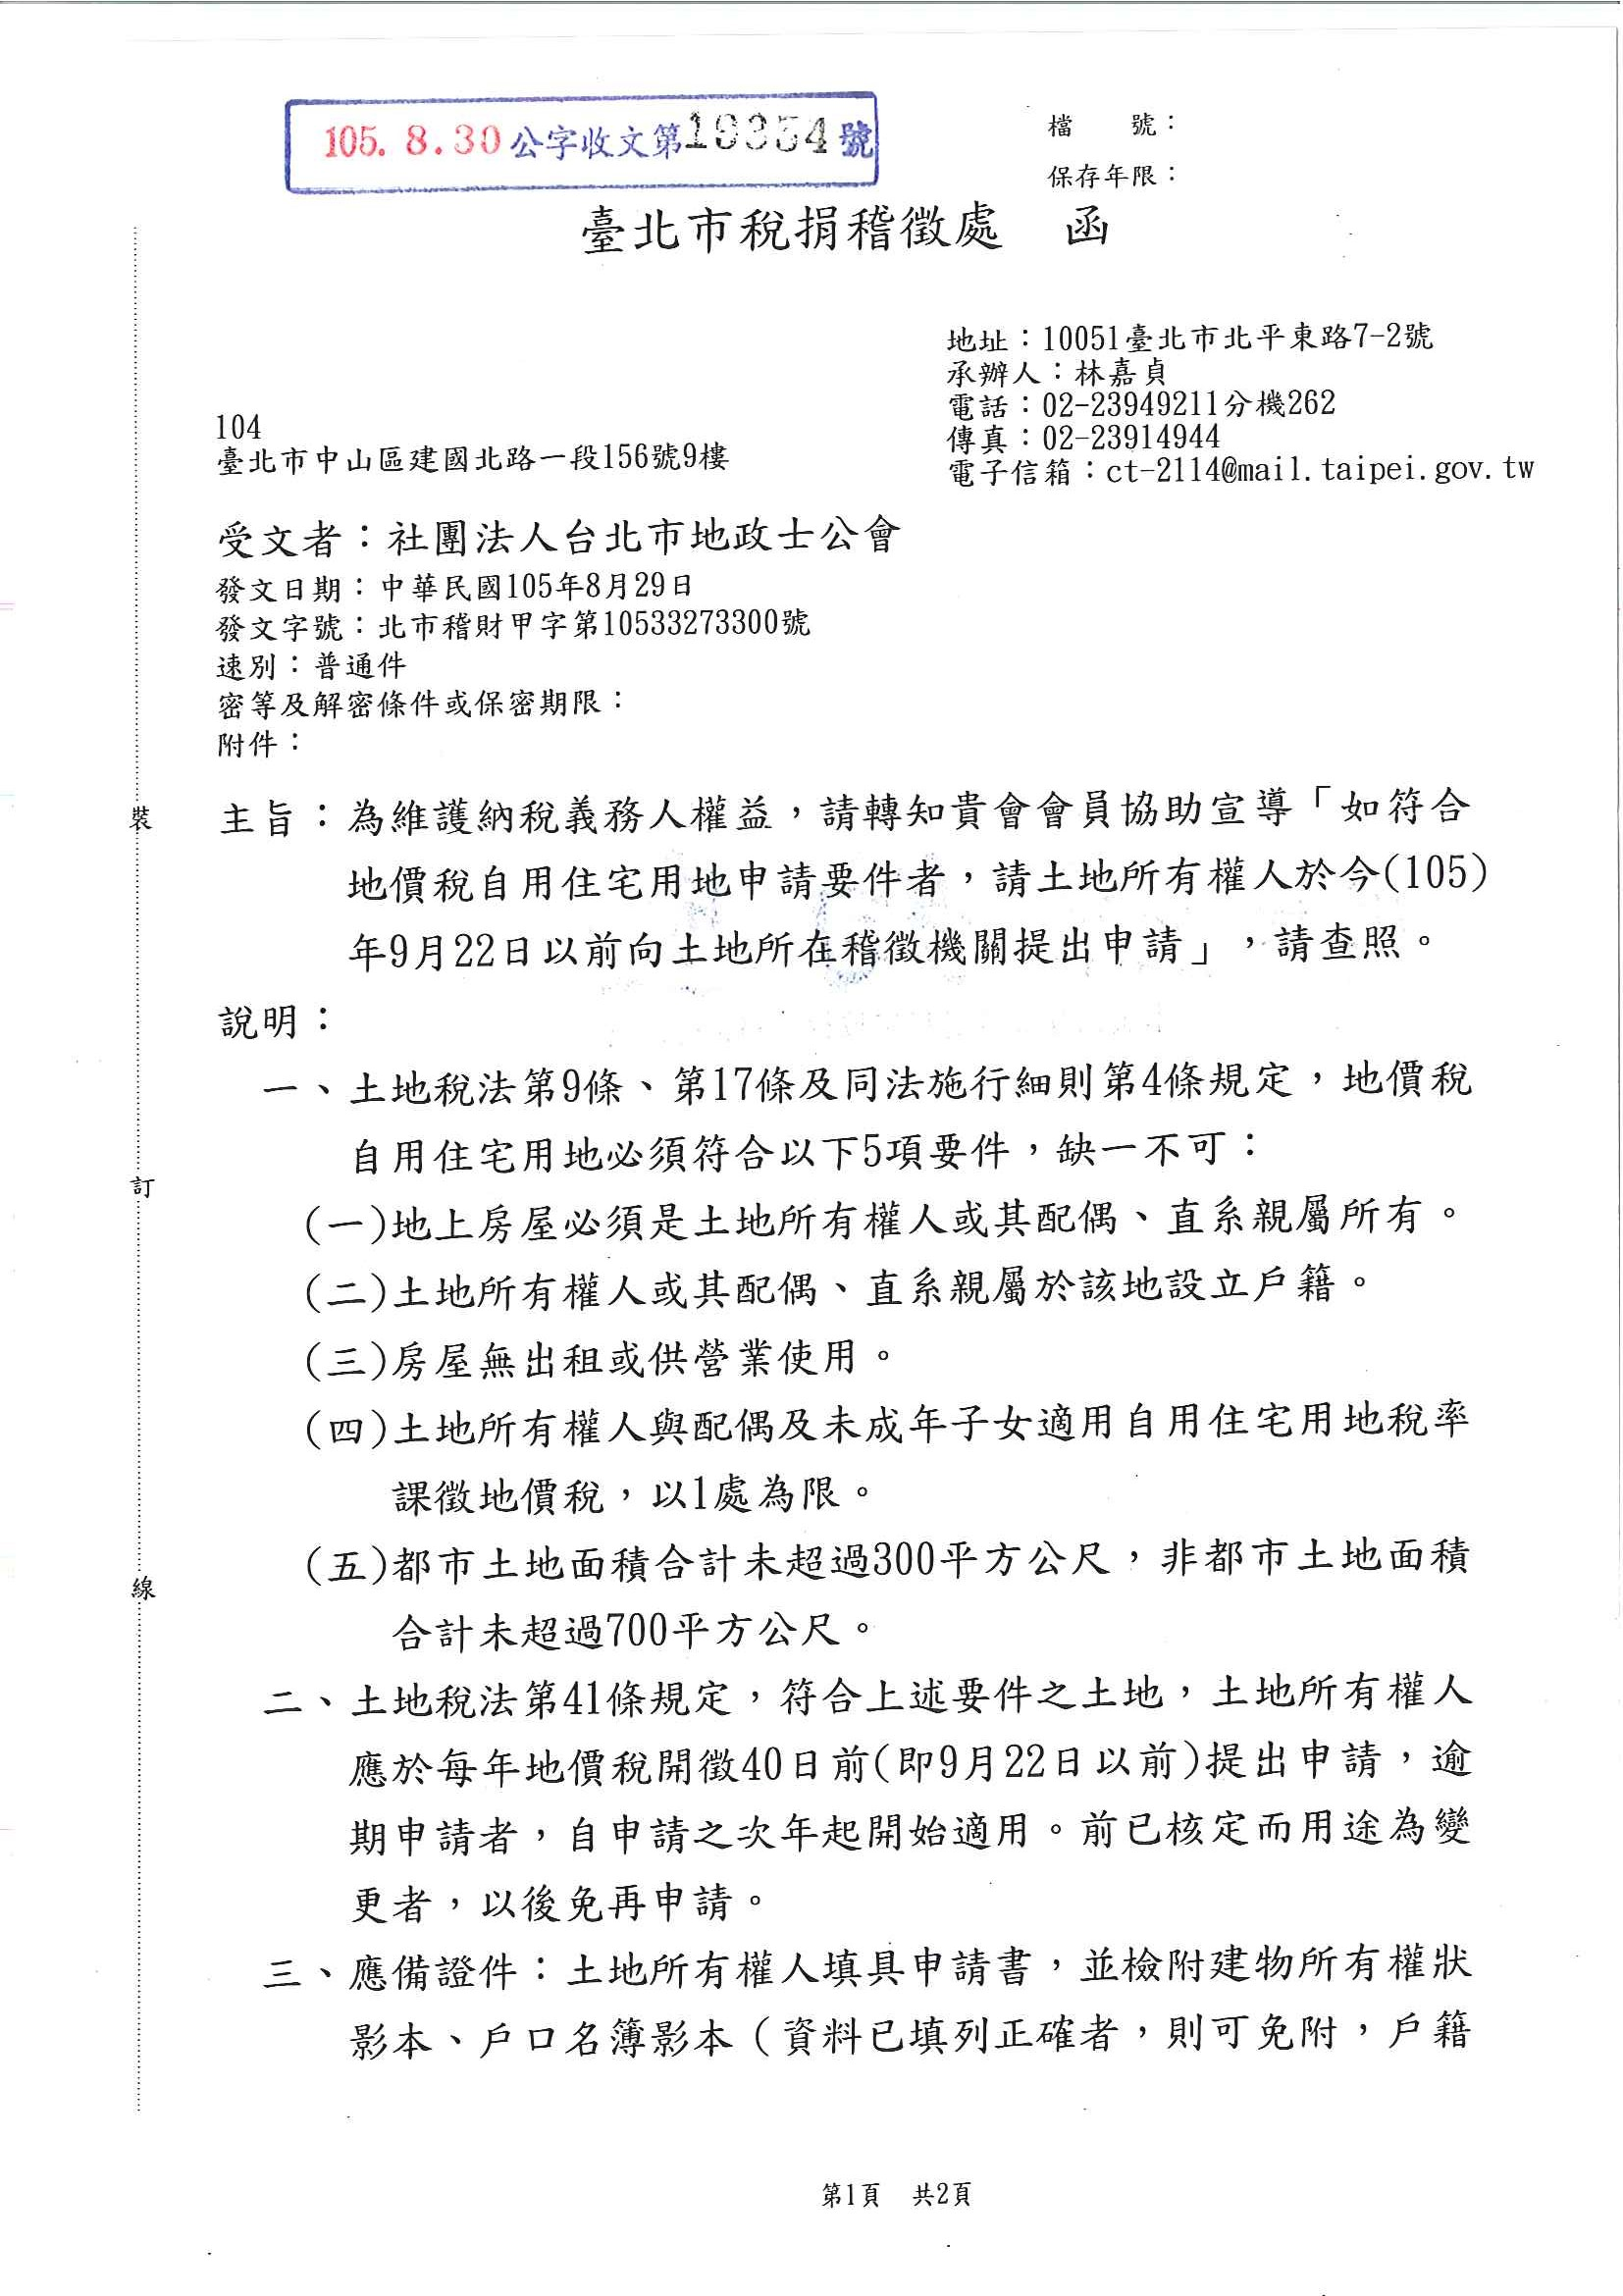 105. 8.30公字收文第 號
檔　　號：
保存年限：
臺北市稅捐稽徵處　函
地址：10051臺北市北平東路7-2號
承辦人：林嘉貞
電話：02-23949211分機262
傳真：02-23914944
電子信箱：ct-2114@mail.taipei.gov.tw
104
臺北市中山區建國北路一段156號9樓
受文者：社團法人台北市地政士公會
發文日期：中華民國105年8月29日
發文字號：北市稽財甲字第10533273300號
速別：普通件
密等及解密條件或保密期限：
附件：
主旨：為維護納稅義務人權益，請轉知貴會會員協助宣導「如符合
地價稅自用住宅用地申請要件者，請土地所有權人於今(105)
年9月22日以前向土地所在稽徵機關提出申請」，請查照。
說明：
一、土地稅法第9條、第17條及同法施行細則第4條規定，地價稅
自用住宅用地必須符合以下5項要件，缺一不可：
(一)地上房屋必須是土地所有權人或其配偶、直系親屬所有。
(二)土地所有權人或其配偶、直系親屬於該地設立戶籍。
(三)房屋無出租或供營業使用。
(四)土地所有權人與配偶及未成年子女適用自用住宅用地稅率
課徵地價稅，以1處為限。
(五)都市土地面積合計未超過300平方公尺，非都市土地面積
合計未超過700平方公尺。
二、土地稅法第41條規定，符合上述要件之土地，土地所有權人
應於每年地價稅開徵40日前(即9月22日以前)提出申請，逾
期申請者，自申請之次年起開始適用。前已核定而用途為變
更者，以後免再申請。
三、應備證件：土地所有權人填具申請書，並檢附建物所有權狀
影本、戶口名簿影本（資料已填列正確者，則可免附，戶籍
裝
訂
線
第1頁　共2頁